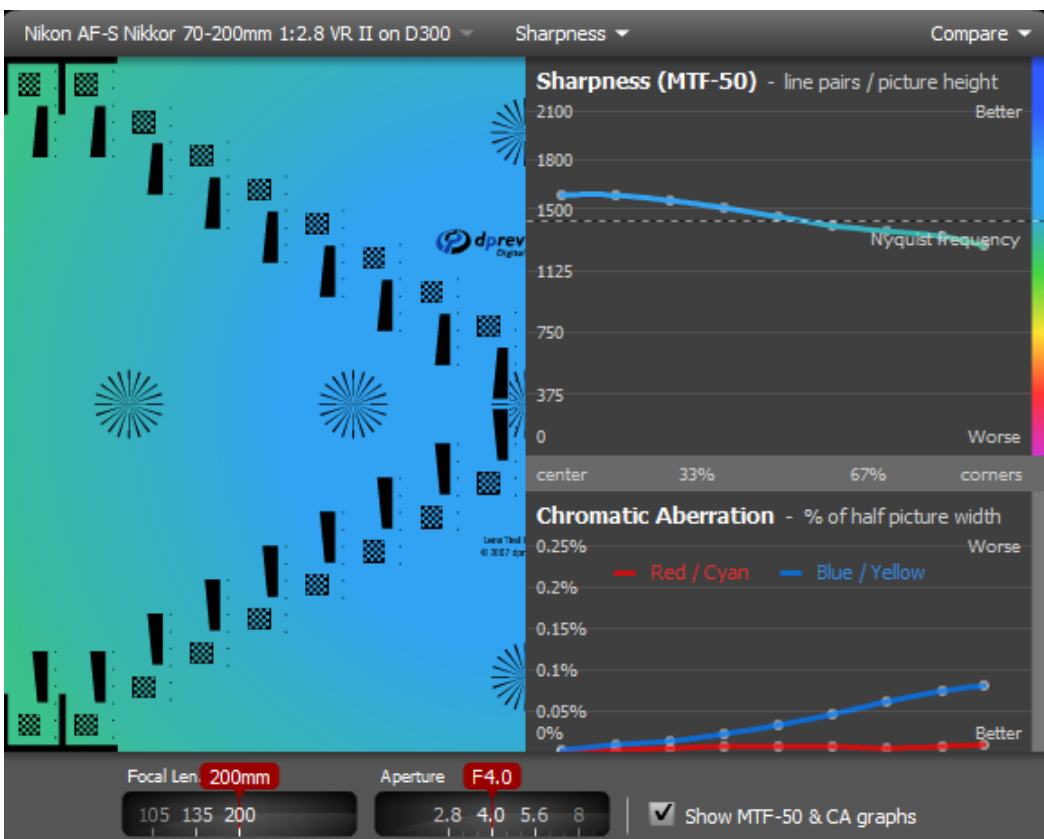 Nikon AF-S Nikkor 70-200mm 1:2.8 VR II on D300 Sharpness Compare
Sharpness (MTF-50) - line pairs / picture height
2100 Better
1800
1500
Nyquist frequency
1125
750
375
0 Worse
center 33% 67% corners
dprev
Chromatic Aberration - % of half picture width
0.25% Worse
Red / Cyan Blue / Yellow
0.2%
0.15%
0.1%
0.05%
0% Better
Lens Test
© 2007 dpr
Focal Len. 200mm Aperture F4.0
105 135 200 2.8 4.0 5.6 8 Show MTF-50 & CA graphs